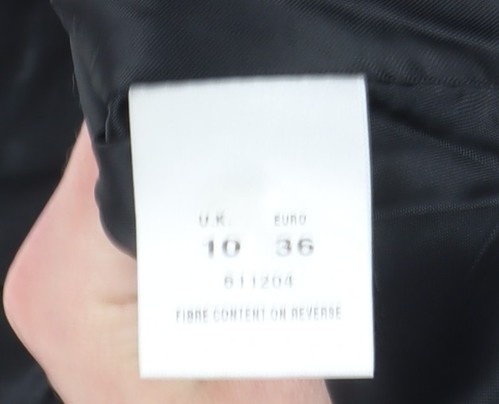 U.K. EURO
10 36
611204
FIBRE CONTENT ON REVERSE